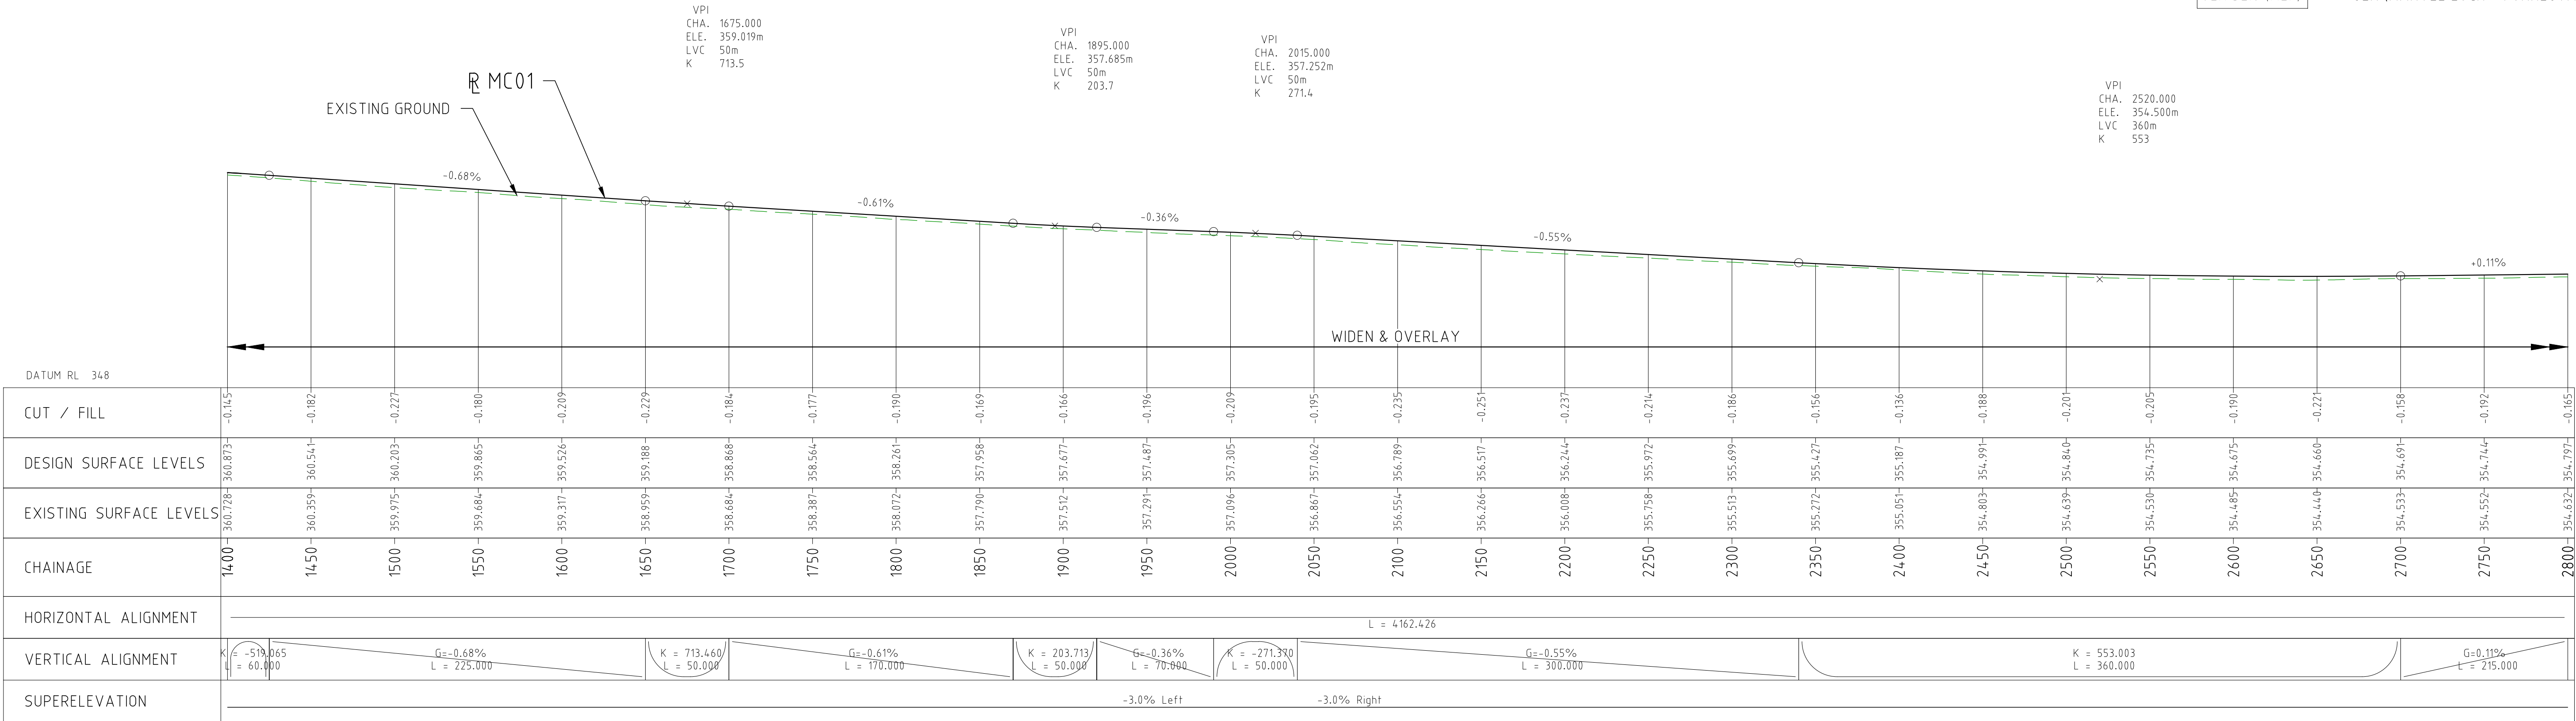 VPI
CHA. 1675.000
ELE. 359.019m
LVC 50m
K 713.5
VPI
CHA. 1895.000
ELE. 357.685m
LVC 50m
K 203.7
VPI
CHA. 2015.000
ELE. 357.252m
LVC 50m
K 271.4
VPI
CHA. 2520.000
ELE. 354.500m
LVC 360m
K 553
MC01
EXISTING GROUND
-0.68%
-0.61%
-0.36%
-0.55%
+0.11%
WIDEN & OVERLAY
DATUM RL 348
CUT / FILL -0.145 -0.182 -0.227 -0.180 -0.209 -0.229 -0.184 -0.177 -0.190 -0.169 -0.166 -0.196 -0.209 -0.195 -0.235 -0.251 -0.237 -0.214 -0.186 -0.156 -0.136 -0.188 -0.201 -0.205 -0.190 -0.221 -0.158 -0.192 -0.165
DESIGN SURFACE LEVELS 360.873 360.541 360.203 359.865 359.526 359.188 358.868 358.564 358.261 357.958 357.677 357.487 357.305 357.062 356.789 356.517 356.244 355.972 355.699 355.427 355.187 354.991 354.840 354.735 354.675 354.660 354.691 354.744 354.797
EXISTING SURFACE LEVELS 360.728 360.359 359.975 359.684 359.317 358.959 358.684 358.387 358.072 357.790 357.512 357.291 357.096 356.867 356.554 356.266 356.008 355.758 355.513 355.272 355.051 354.803 354.639 354.530 354.485 354.440 354.533 354.552 354.632
CHAINAGE 1400 1450 1500 1550 1600 1650 1700 1750 1800 1850 1900 1950 2000 2050 2100 2150 2200 2250 2300 2350 2400 2450 2500 2550 2600 2650 2700 2750 2800
HORIZONTAL ALIGNMENT
L = 4162.426
VERTICAL ALIGNMENT
K = -519.065
L = 60.000
G=-0.68%
L = 225.000
K = 713.460
L = 50.000
G=-0.61%
L = 170.000
K = 203.713
L = 50.000
G=-0.36%
L = 70.000
K = -271.370
L = 50.000
G=-0.55%
L = 300.000
K = 553.003
L = 360.000
G=0.11%
L = 215.000
SUPERELEVATION
-3.0% Left -3.0% Right